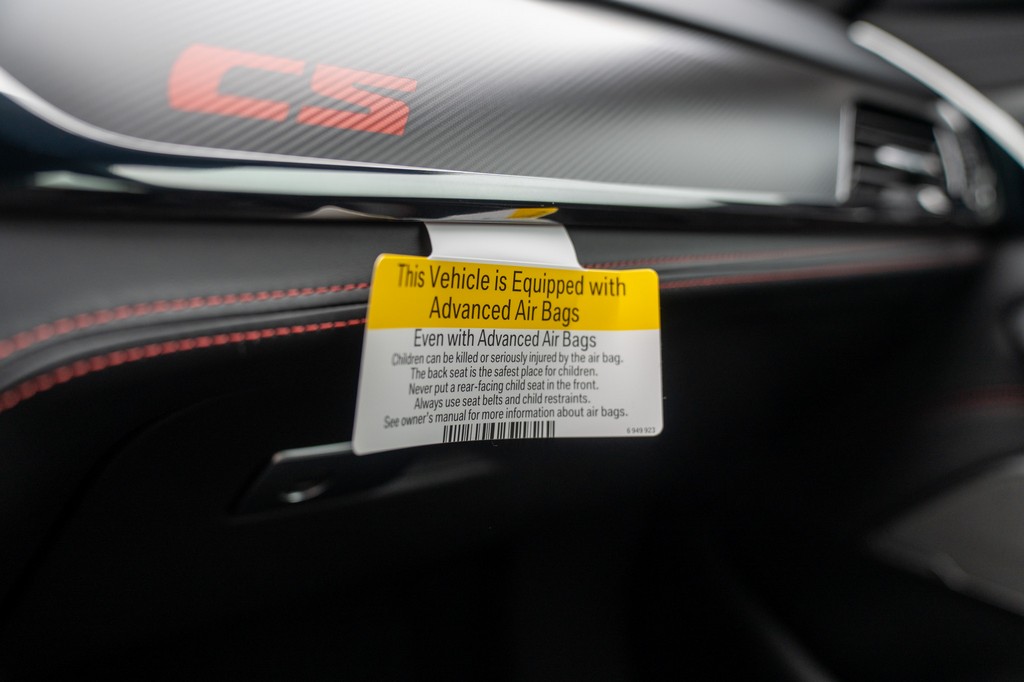 CS
This Vehicle is Equipped with
Advanced Air Bags
Even with Advanced Air Bags
Children can be killed or seriously injured by the air bag.
The back seat is the safest place for children.
Never put a rear-facing child seat in the front.
Always use seat belts and child restraints.
See owner's manual for more information about air bags.
6 949 923